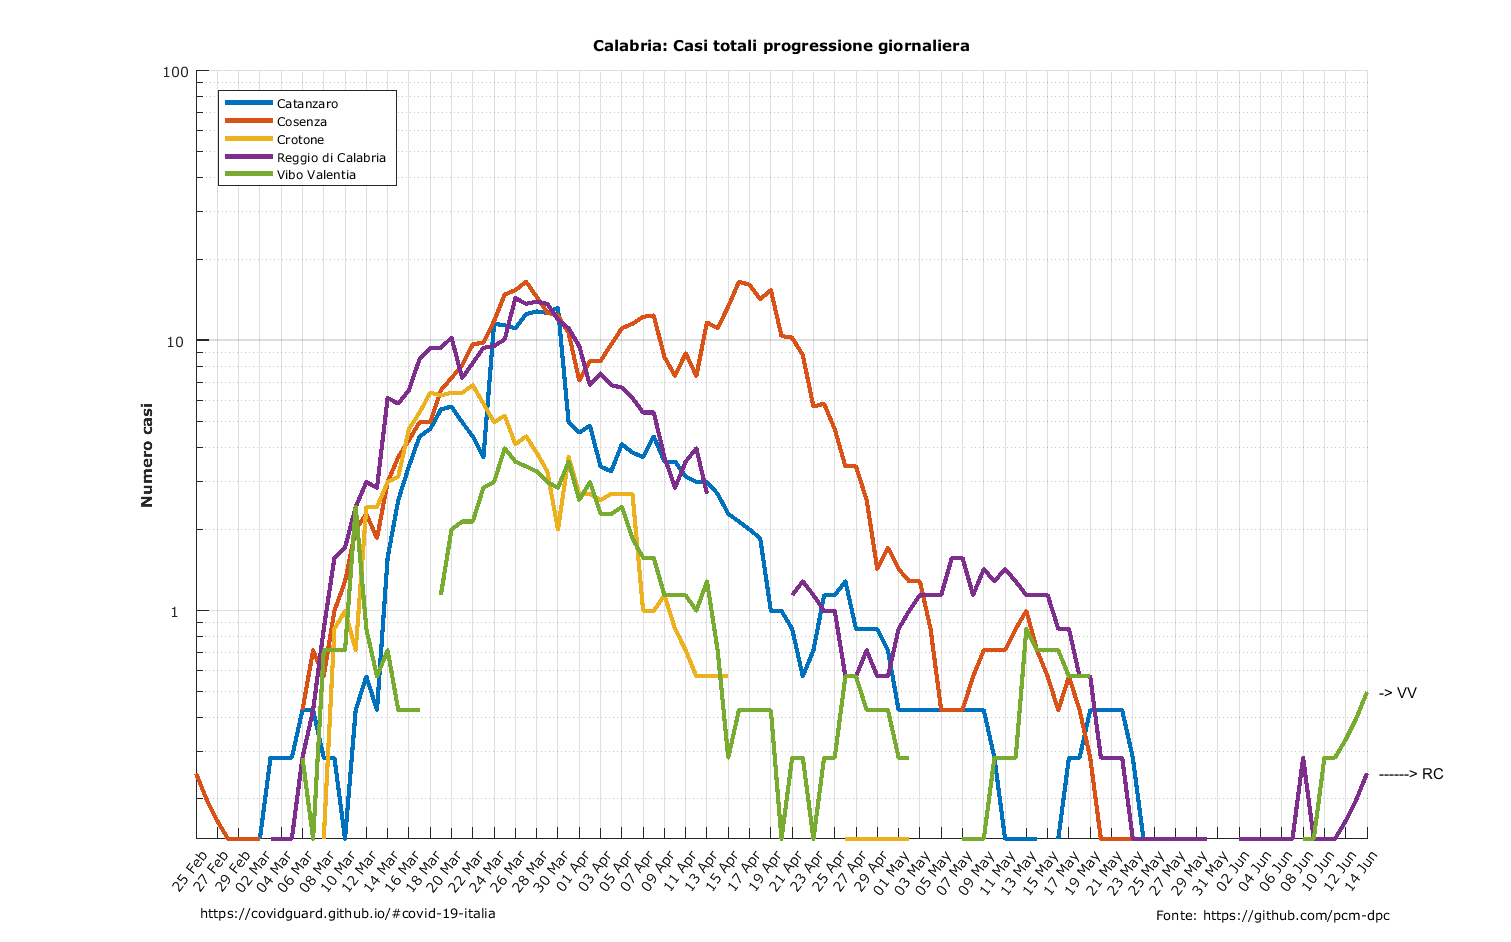 Calabria: Casi totali progressione giornaliera
100
Catanzaro
Cosenza
Crotone
Reggio di Calabria
Vibo Valentia
10
Numero casi
1
-> VV
------> RC
25 Feb
27 Feb
29 Feb
02 Mar
04 Mar
06 Mar
08 Mar
10 Mar
12 Mar
14 Mar
16 Mar
18 Mar
20 Mar
22 Mar
24 Mar
26 Mar
28 Mar
30 Mar
01 Apr
03 Apr
05 Apr
07 Apr
09 Apr
11 Apr
13 Apr
15 Apr
17 Apr
19 Apr
21 Apr
23 Apr
25 Apr
27 Apr
29 Apr
01 May
03 May
05 May
07 May
09 May
11 May
13 May
15 May
17 May
19 May
21 May
23 May
25 May
27 May
29 May
31 May
02 Jun
04 Jun
06 Jun
08 Jun
10 Jun
12 Jun
14 Jun
https://covidguard.github.io/#covid-19-italia
Fonte: https://github.com/pcm-dpc